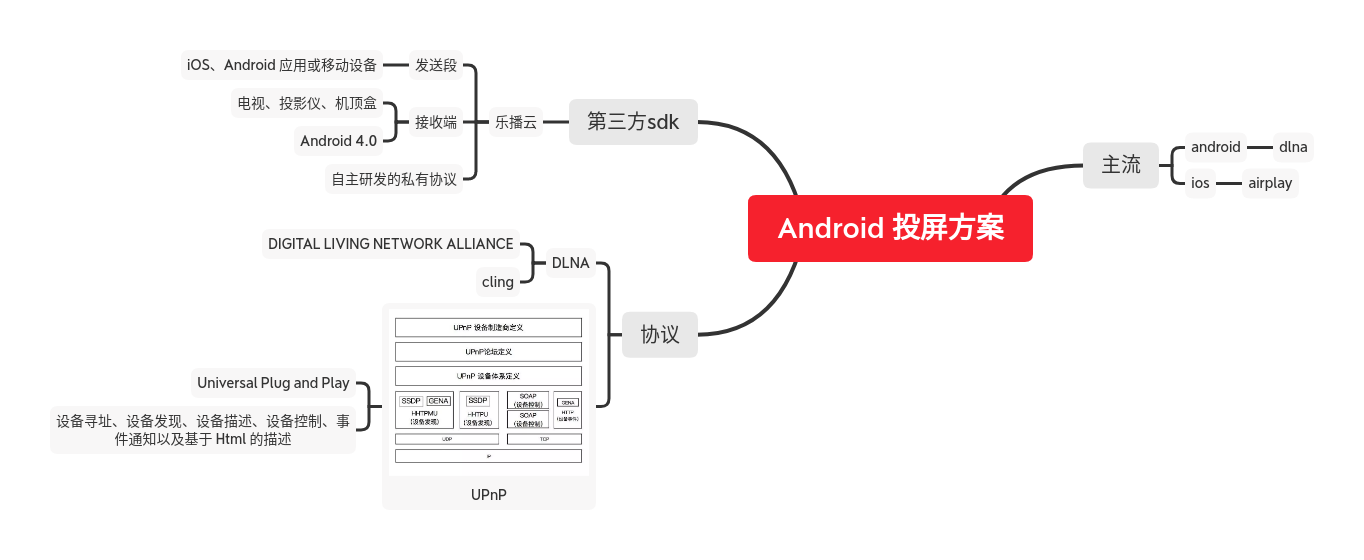 Android 投屏方案
主流
android
dlna
ios
airplay
第三方sdk
乐播云
发送段
iOS、Android 应用或移动设备
接收端
电视、投影仪、机顶盒
Android 4.0
自主研发的私有协议
协议
DLNA
DIGITAL LIVING NETWORK ALLIANCE
cling
UPnP 设备制造商定义
UPnP论坛定义
UPnP 设备体系定义
SSDP GENA
HHTPMU
(设备发现)
SSDP
HHTPU
(设备发现)
SOAP
(设备控制)
SOAP
(设备控制)
GENA
HTTP
(设备事件)
UDP
TCP
IP
UPnP
Universal Plug and Play
设备寻址、设备发现、设备描述、设备控制、事
件通知以及基于 Html 的描述